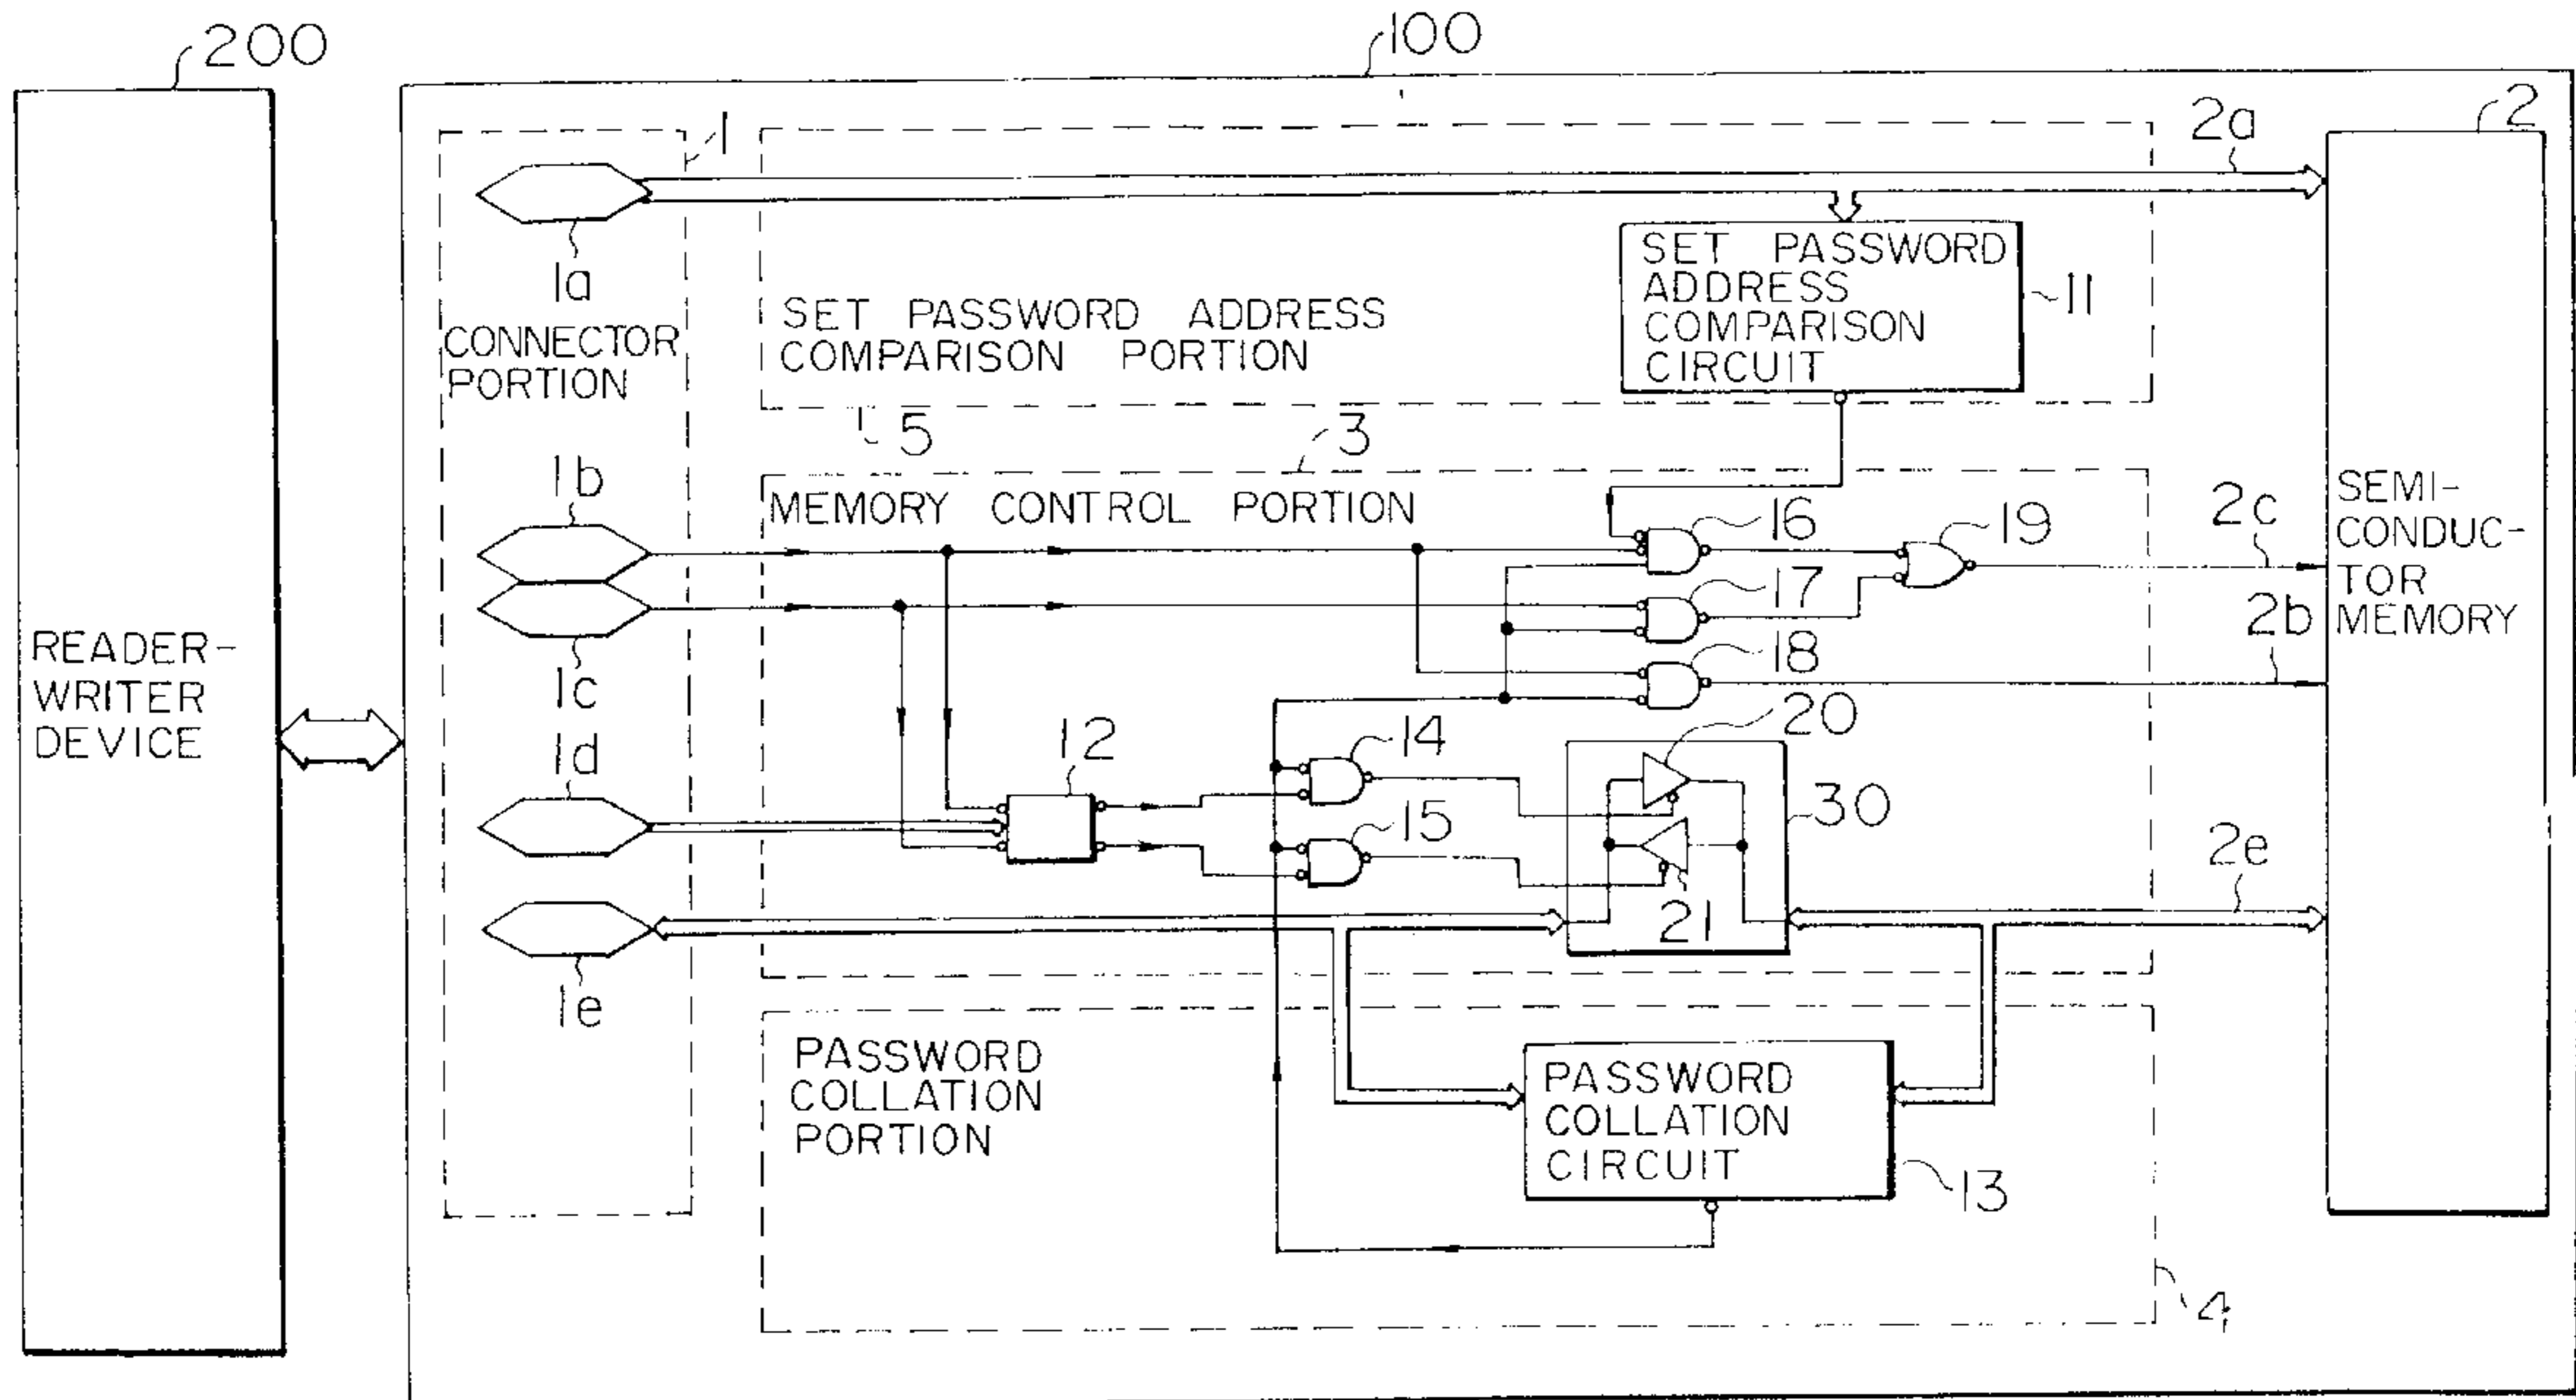 200
100
1
2a
2
1a
SET PASSWORD
ADDRESS
COMPARISON
CIRCUIT
11
SET PASSWORD ADDRESS
COMPARISON PORTION
CONNECTOR
PORTION
5
3
1b
MEMORY CONTROL PORTION
16
19
2c
SEMI-
CONDUC-
TOR
MEMORY
17
2b
READER-
WRITER
DEVICE
1c
18
20
1d
12
14
30
15
2e
21
1e
PASSWORD
COLLATION
PORTION
PASSWORD
COLLATION
CIRCUIT
13
4